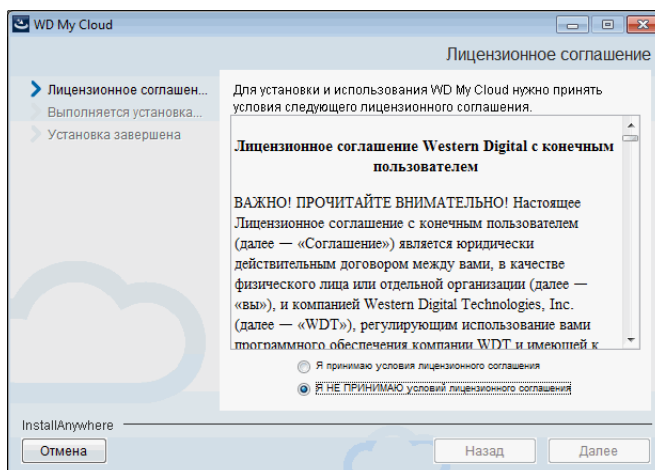 WD My Cloud
Лицензионное соглашение
Лицензионное соглашен...
Выполняется установка...
Установка завершена
Для установки и использования WD My Cloud нужно принять
условия следующего лицензионного соглашения.
Лицензионное соглашение Western Digital с конечным
пользователем
ВАЖНО! ПРОЧИТАЙТЕ ВНИМАТЕЛЬНО! Настоящее
Лицензионное соглашение с конечным пользователем
(далее — «Соглашение») является юридически
действительным договором между вами, в качестве
физического лица или отдельной организации (далее —
«вы»), и компанией Western Digital Technologies, Inc.
(далее — «WDT»), регулирующим использование вами
программного обеспечения компании WDT и имеющей к
Я принимаю условия лицензионного соглашения
Я НЕ ПРИНИМАЮ условий лицензионного соглашения
InstallAnywhere
Отмена
Назад
Далее